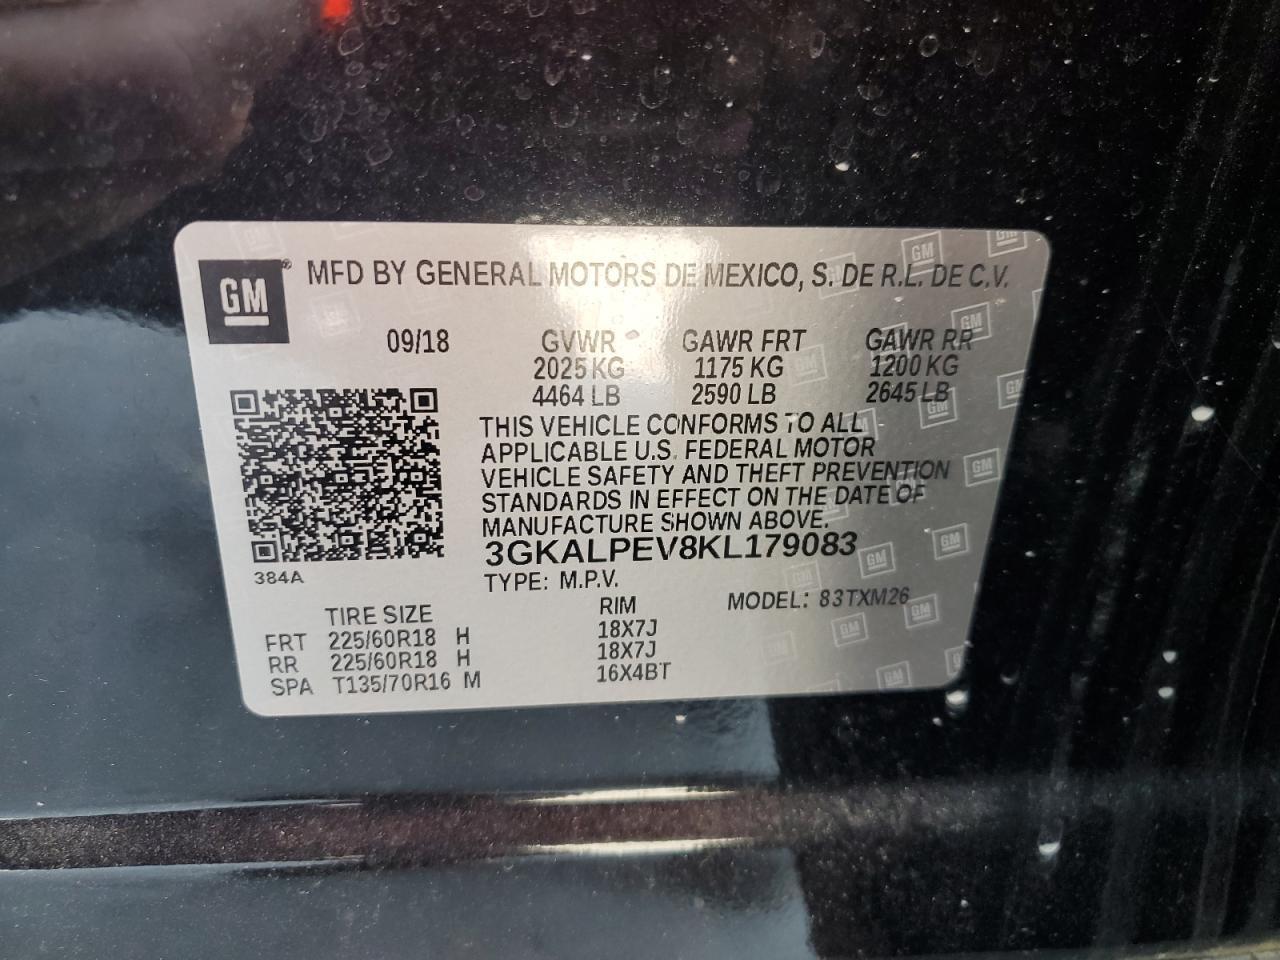 GM ® MFD BY GENERAL MOTORS DE MEXICO, S. DE R.L. DE C.V.
09/18 GVWR GAWR FRT GAWR RR
2025 KG 1175 KG 1200 KG
4464 LB 2590 LB 2645 LB
THIS VEHICLE CONFORMS TO ALL
APPLICABLE U.S. FEDERAL MOTOR
VEHICLE SAFETY AND THEFT PREVENTION
STANDARDS IN EFFECT ON THE DATE OF
MANUFACTURE SHOWN ABOVE.
3GKALPEV8KL179083
384A
TYPE: M.P.V. MODEL: 83TXM26
TIRE SIZE RIM
FRT 225/60R18 H 18X7J
RR 225/60R18 H 18X7J
SPA T135/70R16 M 16X4BT